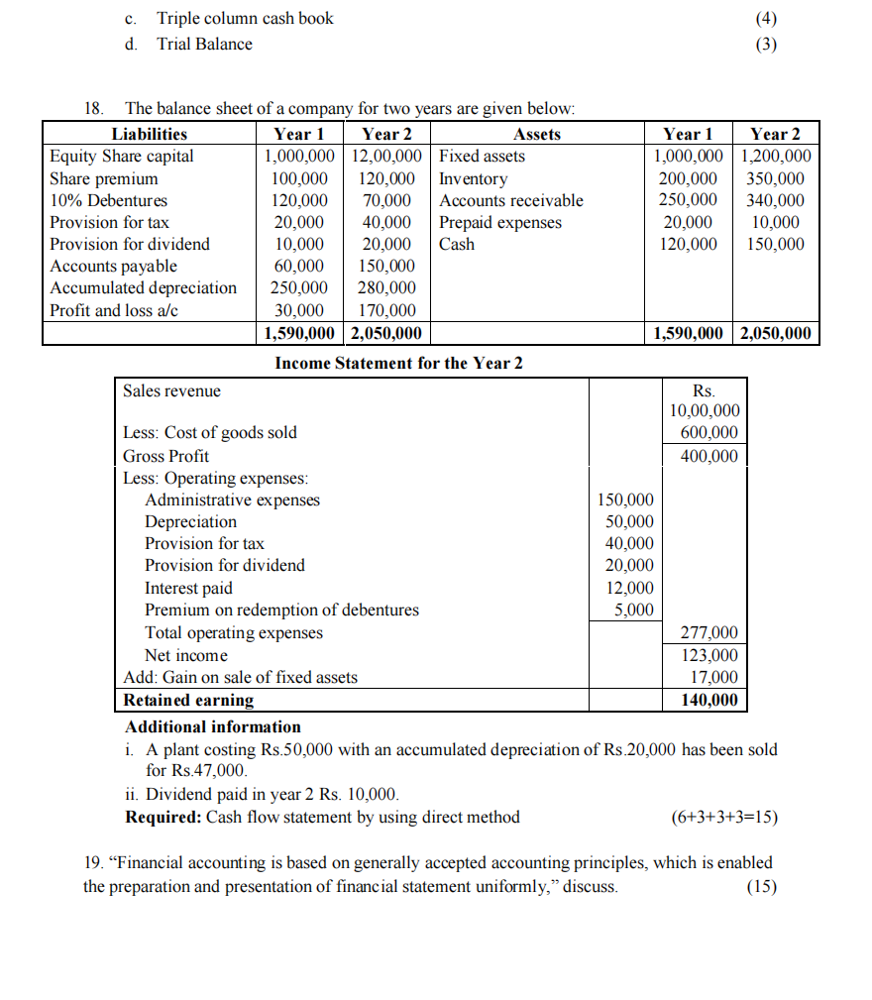 c. Triple column cash book (4)
d. Trial Balance (3)
18. The balance sheet of a company for two years are given below:
Liabilities Year 1 Year 2 Assets Year 1 Year 2
Equity Share capital 1,000,000 12,00,000 Fixed assets 1,000,000 1,200,000
Share premium 100,000 120,000 Inventory 200,000 350,000
10% Debentures 120,000 70,000 Accounts receivable 250,000 340,000
Provision for tax 20,000 40,000 Prepaid expenses 20,000 10,000
Provision for dividend 10,000 20,000 Cash 120,000 150,000
Accounts payable 60,000 150,000
Accumulated depreciation 250,000 280,000
Profit and loss a/c 30,000 170,000
1,590,000 2,050,000 1,590,000 2,050,000
Income Statement for the Year 2
Sales revenue Rs.
10,00,000
Less: Cost of goods sold 600,000
Gross Profit 400,000
Less: Operating expenses:
Administrative expenses 150,000
Depreciation 50,000
Provision for tax 40,000
Provision for dividend 20,000
Interest paid 12,000
Premium on redemption of debentures 5,000
Total operating expenses 277,000
Net income 123,000
Add: Gain on sale of fixed assets 17,000
Retained earning 140,000
Additional information
i. A plant costing Rs.50,000 with an accumulated depreciation of Rs.20,000 has been sold
for Rs.47,000.
ii. Dividend paid in year 2 Rs. 10,000.
Required: Cash flow statement by using direct method (6+3+3+3=15)
19. “Financial accounting is based on generally accepted accounting principles, which is enabled
the preparation and presentation of financial statement uniformly,” discuss. (15)